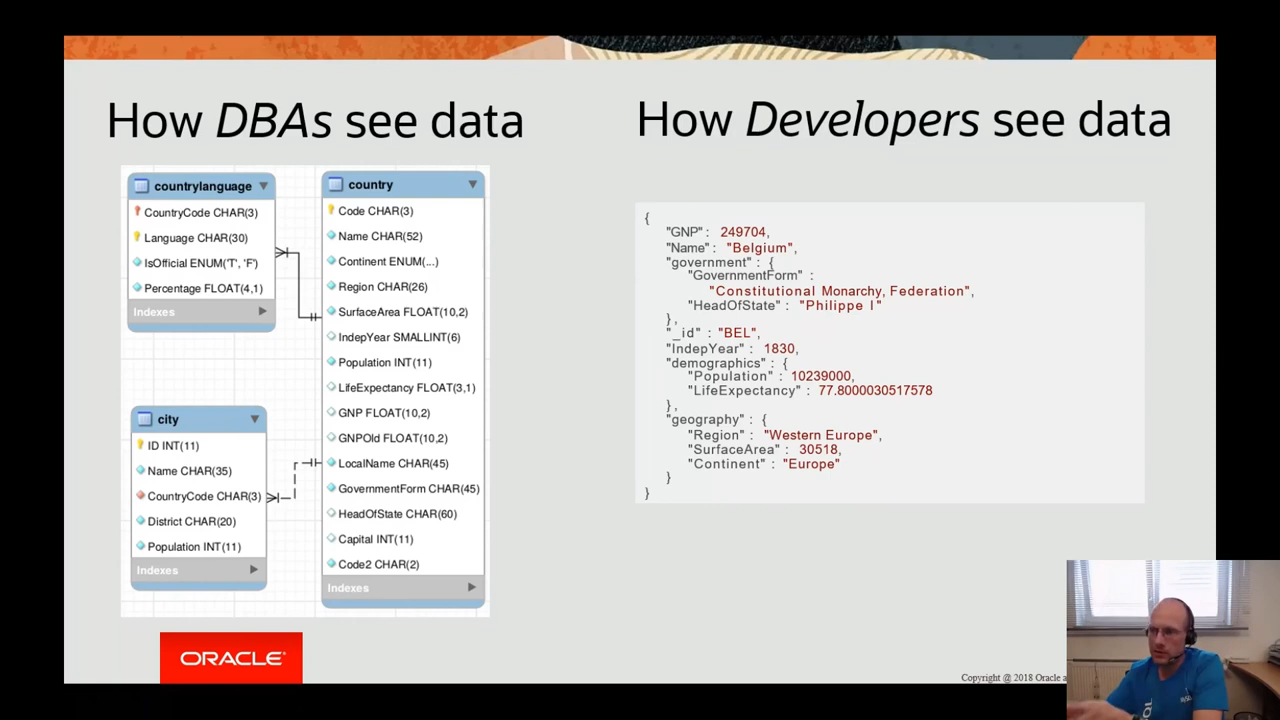 How DBAs see data
How Developers see data
countrylanguage
CountryCode CHAR(3)
Language CHAR(30)
IsOfficial ENUM('T', 'F')
Percentage FLOAT(4,1)
Indexes
country
Code CHAR(3)
Name CHAR(52)
Continent ENUM(...)
Region CHAR(26)
SurfaceArea FLOAT(10,2)
IndepYear SMALLINT(6)
Population INT(11)
LifeExpectancy FLOAT(3,1)
GNP FLOAT(10,2)
GNPOld FLOAT(10,2)
LocalName CHAR(45)
GovernmentForm CHAR(45)
HeadOfState CHAR(60)
Capital INT(11)
Code2 CHAR(2)
Indexes
city
ID INT(11)
Name CHAR(35)
CountryCode CHAR(3)
District CHAR(20)
Population INT(11)
Indexes
{
"GNP" : 249704,
"Name" : "Belgium",
"government" : {
"GovernmentForm" :
"Constitutional Monarchy, Federation",
"HeadOfState" : "Philippe I"
},
"_id" : "BEL",
"IndepYear" : 1830,
"demographics" : {
"Population" : 10239000,
"LifeExpectancy" : 77.8000030517578
},
"geography" : {
"Region" : "Western Europe",
"SurfaceArea" : 30518,
"Continent" : "Europe"
}
}
ORACLE
Copyright @ 2018 Oracle